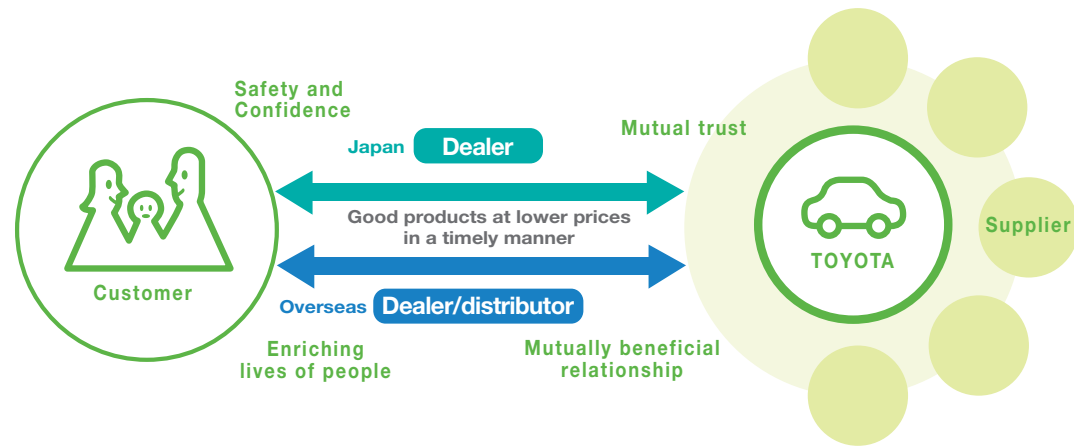 Safety and
Confidence
Mutual trust
Japan Dealer
Good products at lower prices
in a timely manner
Supplier
TOYOTA
Customer
Overseas Dealer/distributor
Enriching
lives of people
Mutually beneficial
relationship